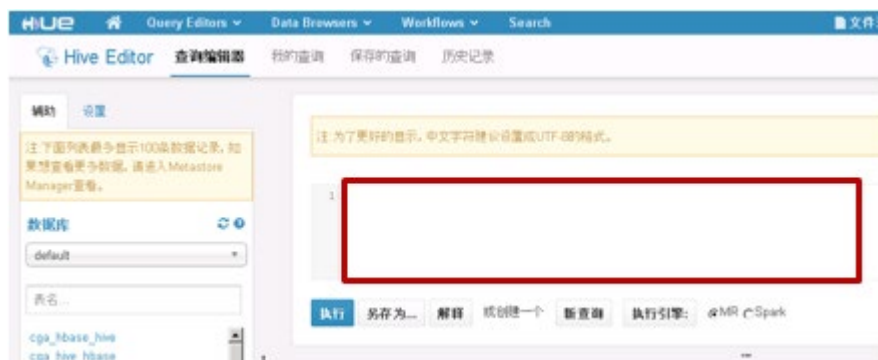 HUE Query Editors Data Browsers Workflows Search 文件
Hive Editor 查询编辑器 我的查询 保存的查询 历史记录
辅助 设置
注:下面列表最多显示100条数据记录,如
果想查看更多数据,请进入Metastore
Manager查看。
注:为了更好的显示,中文字符建议设置成UTF-8的格式。
1
数据库
default
表名...
执行 另存为... 解释 或创建一个 新查询 执行引擎: MR Spark
cga_hbase_hive
cga_hive_hbase